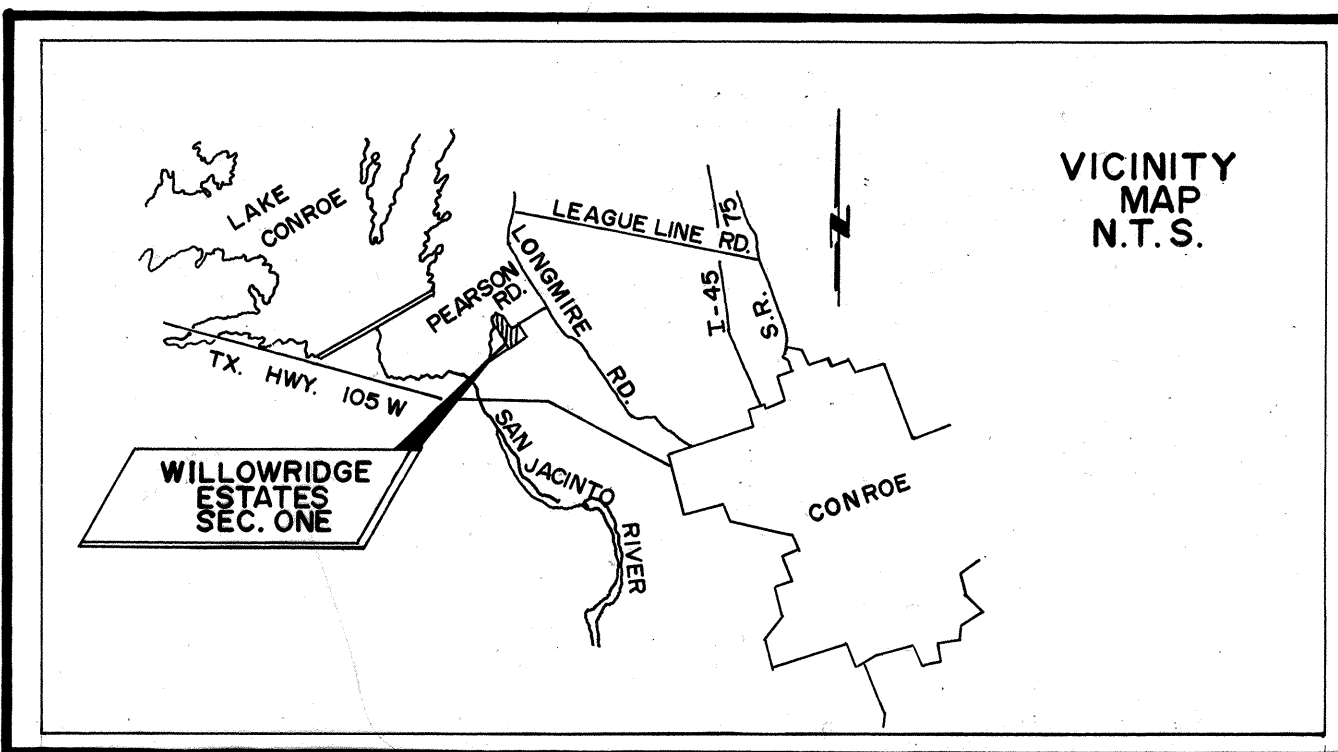 VICINITY
MAP
N.T.S.
LAKE
CONROE
LEAGUE LINE RD.
75
S.R.
I-45
LONGMIRE
RD.
PEARSON
RD.
TX. HWY. 105 W
SAN
JACINTO
RIVER
CONROE
WILLOWRIDGE
ESTATES
SEC. ONE
N